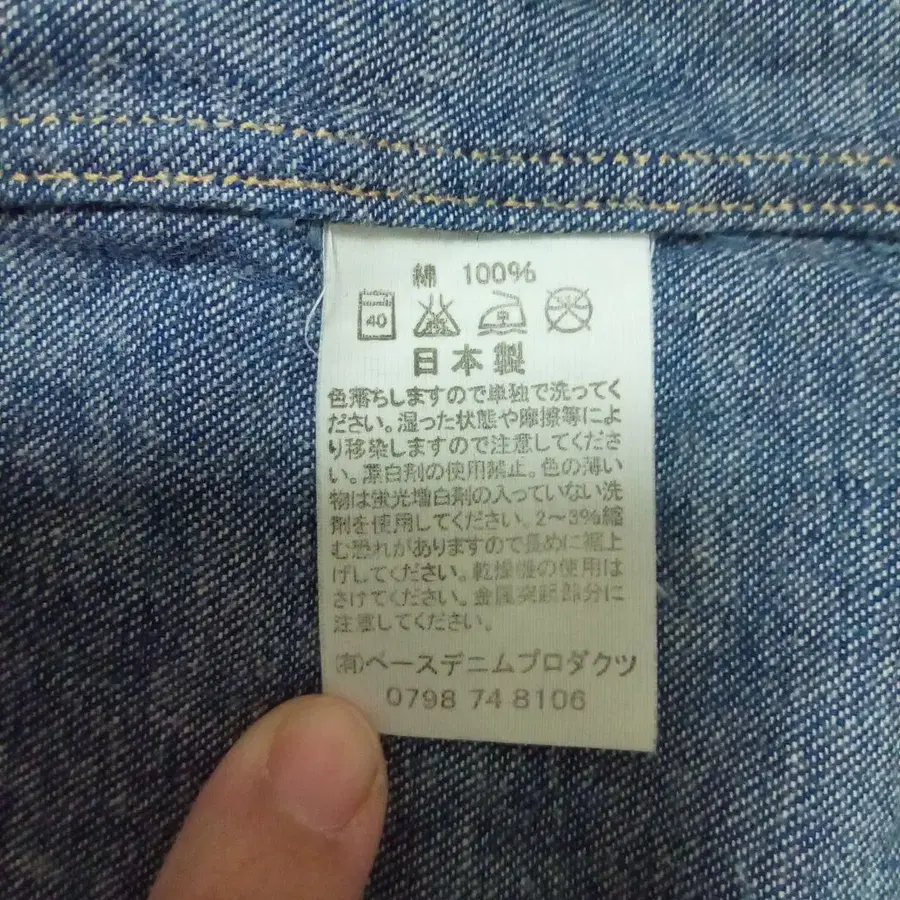 綿 100%
40
日本製
色落ちしますので単独で洗ってく
ださい。湿った状態や摩擦等によ
り移染しますので注意してくださ
い。漂白剤の使用禁止。色の薄い
物は蛍光増白剤の入っていない洗
剤を使用してください。2〜3%縮
む恐れがありますので長めに裾上
げしてください。乾燥機の使用は
さけてください。金属突起部分に
注意してください。
(有)ベースデニムプロダクツ
0798 74 8106